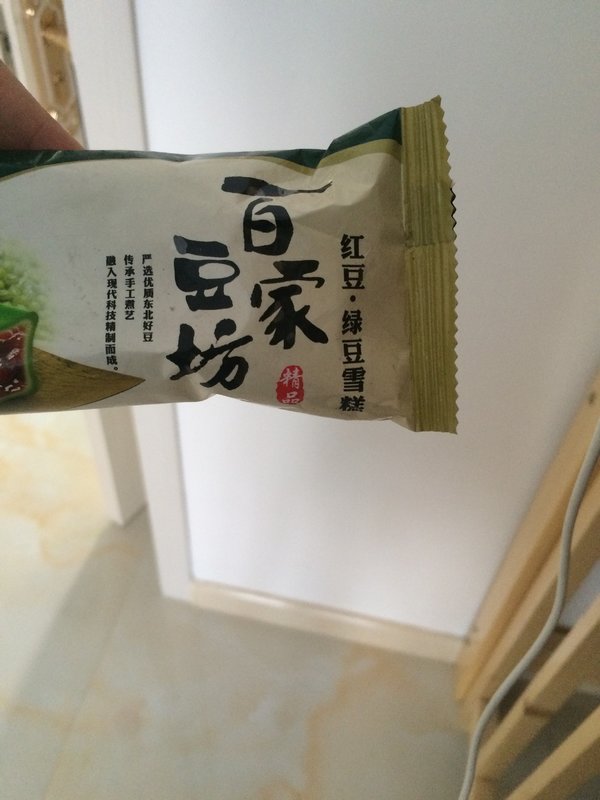 红豆·绿豆雪糕
百家
豆坊
精品
严选优质东北好豆
传承手工煮艺
融入现代科技精制而成。